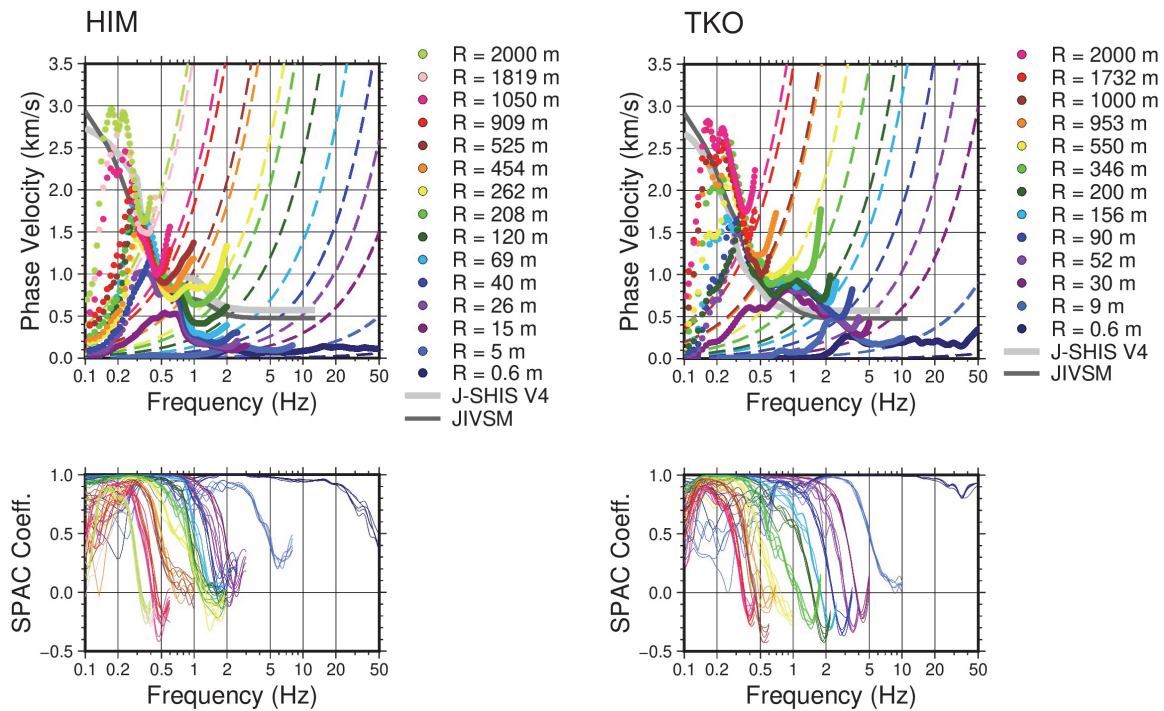 HIM
Phase Velocity (km/s)
3.5
3.0
2.5
2.0
1.5
1.0
0.5
0.0
0.1 0.2 0.5 1 2 5 10 20 50
Frequency (Hz)
R = 2000 m
R = 1819 m
R = 1050 m
R = 909 m
R = 525 m
R = 454 m
R = 262 m
R = 208 m
R = 120 m
R = 69 m
R = 40 m
R = 26 m
R = 15 m
R = 5 m
R = 0.6 m
J-SHIS V4
JIVSM
TKO
Phase Velocity (km/s)
3.5
3.0
2.5
2.0
1.5
1.0
0.5
0.0
0.1 0.2 0.5 1 2 5 10 20 50
Frequency (Hz)
R = 2000 m
R = 1732 m
R = 1000 m
R = 953 m
R = 550 m
R = 346 m
R = 200 m
R = 156 m
R = 90 m
R = 52 m
R = 30 m
R = 9 m
R = 0.6 m
J-SHIS V4
JIVSM
SPAC Coeff.
1.0
0.5
0.0
−0.5
0.1 0.2 0.5 1 2 5 10 20 50
Frequency (Hz)
SPAC Coeff.
1.0
0.5
0.0
−0.5
0.1 0.2 0.5 1 2 5 10 20 50
Frequency (Hz)